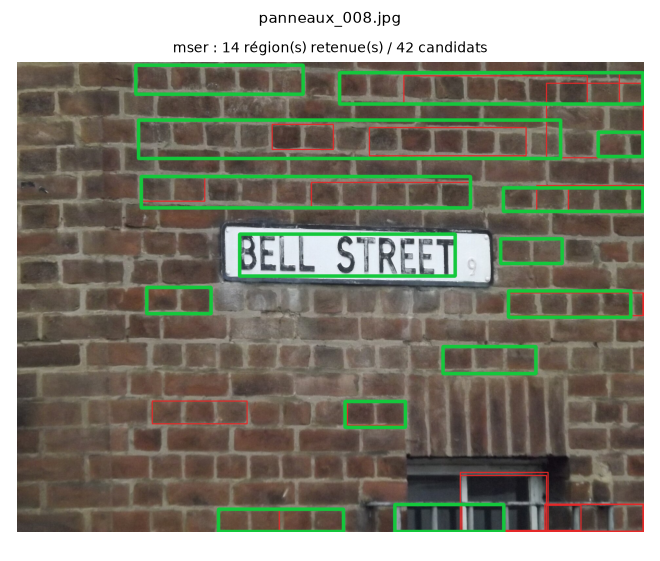 panneaux_008.jpg
mser : 14 région(s) retenue(s) / 42 candidats
BELL STREET 9